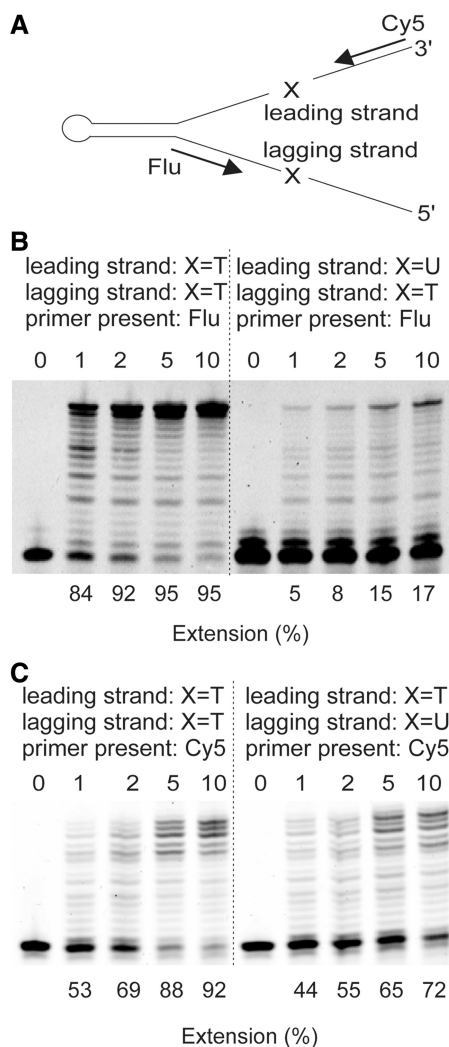 A
Cy5
3'
X
leading strand
lagging strand
Flu
X
5'
B
leading strand: X=T
lagging strand: X=T
primer present: Flu
leading strand: X=U
lagging strand: X=T
primer present: Flu
0 1 2 5 10 0 1 2 5 10
84 92 95 95 5 8 15 17
Extension (%)
C
leading strand: X=T
lagging strand: X=T
primer present: Cy5
leading strand: X=T
lagging strand: X=U
primer present: Cy5
0 1 2 5 10 0 1 2 5 10
53 69 88 92 44 55 65 72
Extension (%)